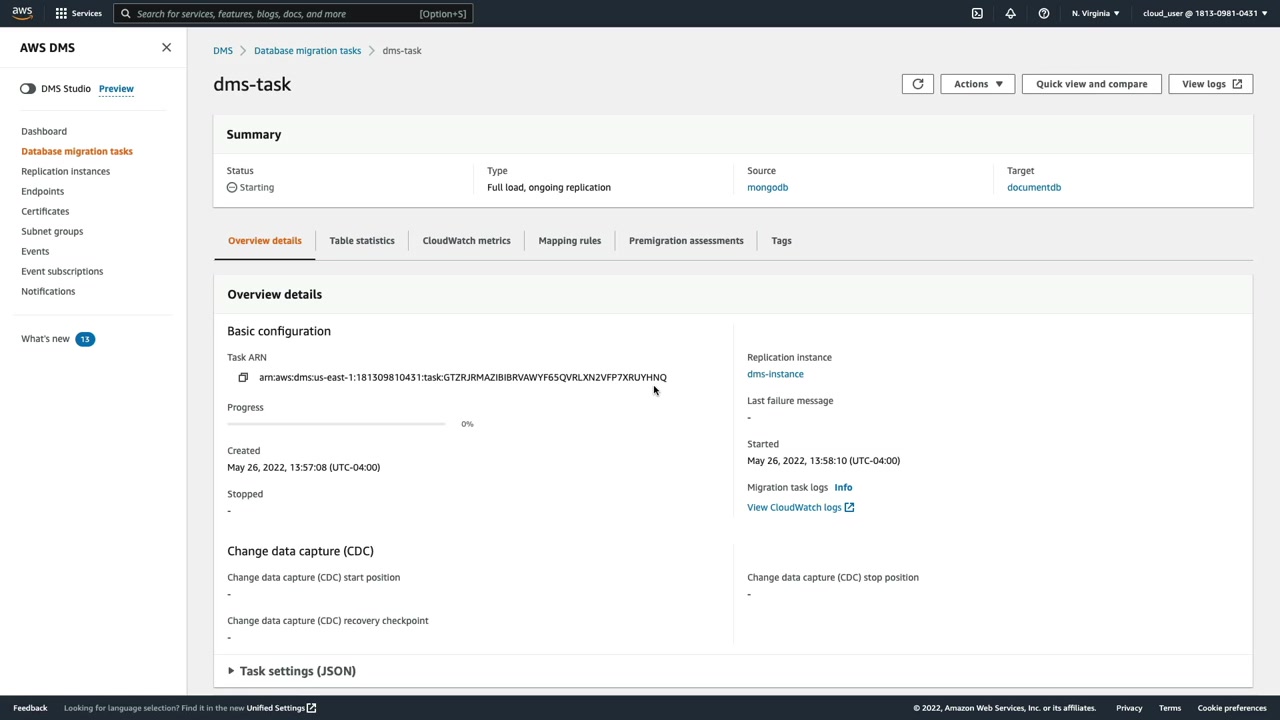 aws
Services
Search for services, features, blogs, docs, and more
[Option+S]
N. Virginia
cloud_user @ 1813-0981-0431
AWS DMS
DMS Studio Preview
Dashboard
Database migration tasks
Replication instances
Endpoints
Certificates
Subnet groups
Events
Event subscriptions
Notifications
What's new 13
DMS > Database migration tasks > dms-task
dms-task
Actions
Quick view and compare
View logs
Summary
Status
Starting
Type
Full load, ongoing replication
Source
mongodb
Target
documentdb
Overview details
Table statistics
CloudWatch metrics
Mapping rules
Premigration assessments
Tags
Overview details
Basic configuration
Task ARN
arn:aws:dms:us-east-1:181309810431:task:GTZRJRMAZIBIBRVAWYF65QVRLXN2VFP7XRUYHNQ
Progress
0%
Created
May 26, 2022, 13:57:08 (UTC-04:00)
Stopped
-
Replication instance
dms-instance
Last failure message
-
Started
May 26, 2022, 13:58:10 (UTC-04:00)
Migration task logs Info
View CloudWatch logs
Change data capture (CDC)
Change data capture (CDC) start position
-
Change data capture (CDC) recovery checkpoint
-
Change data capture (CDC) stop position
-
Task settings (JSON)
Feedback
Looking for language selection? Find it in the new Unified Settings
© 2022, Amazon Web Services, Inc. or its affiliates.
Privacy
Terms
Cookie preferences